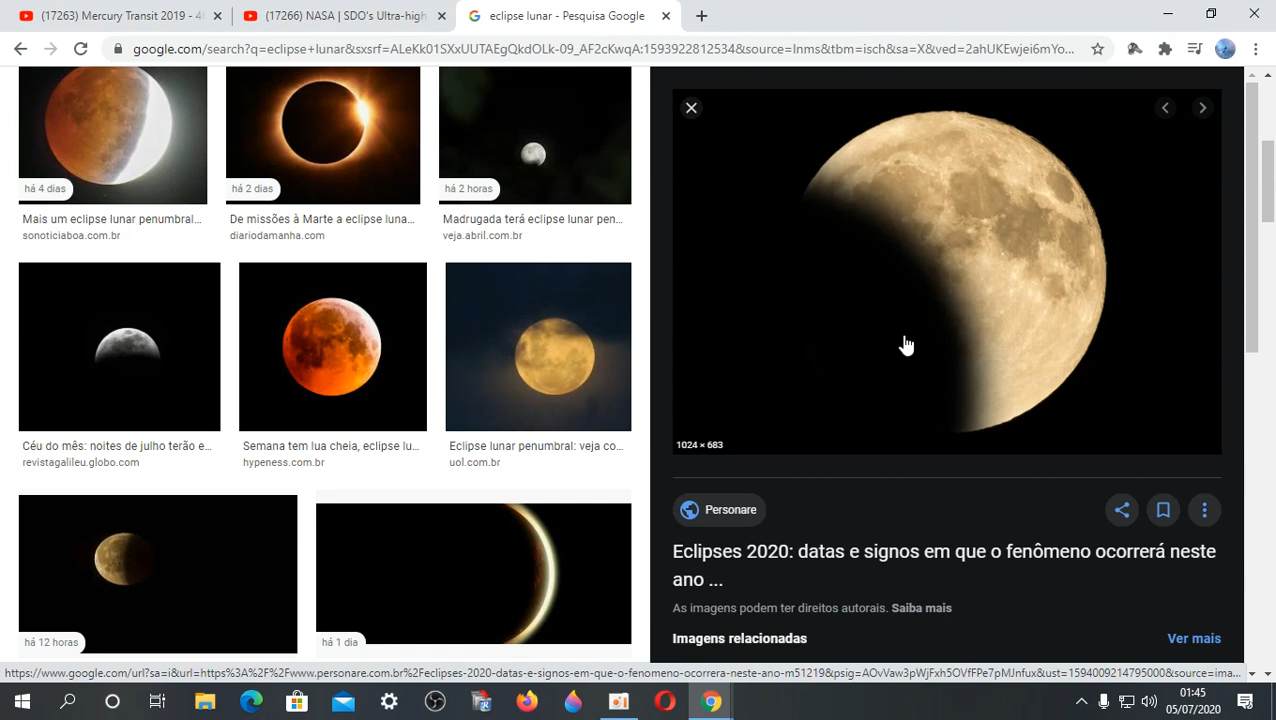 (17263) Mercury Transit 2019 - 4
(17266) NASA | SDO's Ultra-high
eclipse lunar - Pesquisa Google
google.com/search?q=eclipse+lunar&sxsrf=ALeKk01SXxUUTAEgQkdOLk-09_AF2cKwqA:1593922812534&source=lnms&tbm=isch&sa=X&ved=2ahUKEwjei6mYo...
há 4 dias
há 2 dias
há 2 horas
Mais um eclipse lunar penumbral...
De missões à Marte a eclipse luna...
Madrugada terá eclipse lunar pen...
sonoticiaboa.com.br
diariodamanha.com
veja.abril.com.br
Céu do mês: noites de julho terão e...
Semana tem lua cheia, eclipse lu...
Eclipse lunar penumbral: veja co...
revistagalileu.globo.com
hypeness.com.br
uol.com.br
há 12 horas
há 1 dia
1024 × 683
Personare
Eclipses 2020: datas e signos em que o fenômeno ocorrerá neste
ano ...
As imagens podem ter direitos autorais. Saiba mais
Imagens relacionadas
Ver mais
https://www.google.com/url?sa=i&url=https%3A%2F%2Fwww.personare.com.br%2Feclipses-2020-datas-e-signos-em-que-o-fenomeno-ocorrera-neste-ano-m51219&psig=AOvVaw3pWjFxh5OVfFPe7pMJnfux&ust=1594009214795000&source=ima...
01:45
05/07/2020